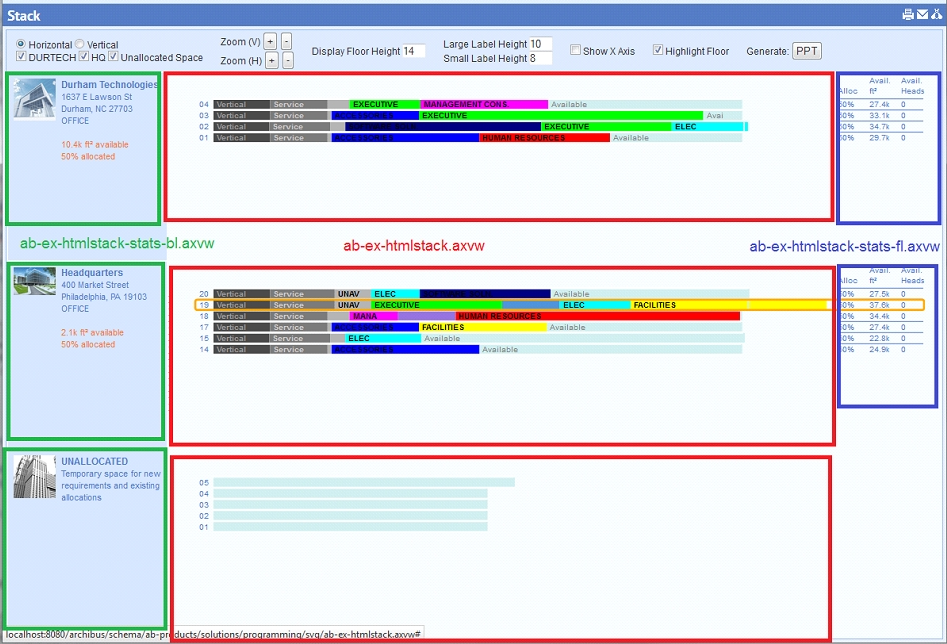 Stack
Horizontal Vertical
DURTECH HQ Unallocated Space
Zoom (V) + -
Zoom (H) + -
Display Floor Height 14
Large Label Height 10
Small Label Height 8
Show X Axis
Highlight Floor
Generate: PPT
Durham Technologies
1637 E Lawson St
Durham, NC 27703
OFFICE
10.4k ft² available
50% allocated
04 Vertical Service EXECUTIVE MANAGEMENT CONS. Available
03 Vertical Service ACCESSORIES EXECUTIVE Avai
02 Vertical Service EXECUTIVE ELEC
01 Vertical Service ACCESSORIES HUMAN RESOURCES Available
Avail. Avail.
Alloc ft² Heads
50% 27.4k 0
50% 33.1k 0
50% 34.7k 0
50% 29.7k 0
ab-ex-htmlstack-stats-bl.axvw
ab-ex-htmlstack.axvw
ab-ex-htmlstack-stats-fl.axvw
Headquarters
400 Market Street
Philadelphia, PA 19103
OFFICE
2.1k ft² available
50% allocated
20 Vertical Service UNAV ELEC Available
19 Vertical Service UNAV EXECUTIVE ELEC FACILITIES
18 Vertical Service MANA HUMAN RESOURCES
17 Vertical Service ACCESSORIES FACILITIES Available
15 Vertical Service ELEC Available
14 Vertical Service ACCESSORIES Available
Avail. Avail.
Alloc ft² Heads
50% 27.5k 0
50% 37.6k 0
50% 34.4k 0
50% 27.4k 0
50% 22.8k 0
50% 24.9k 0
UNALLOCATED
Temporary space for new
requirements and existing
allocations
05
04
03
02
01
localhost:8080/archibus/schema/ab-products/solutions/programming/svg/ab-ex-htmlstack.axvw#